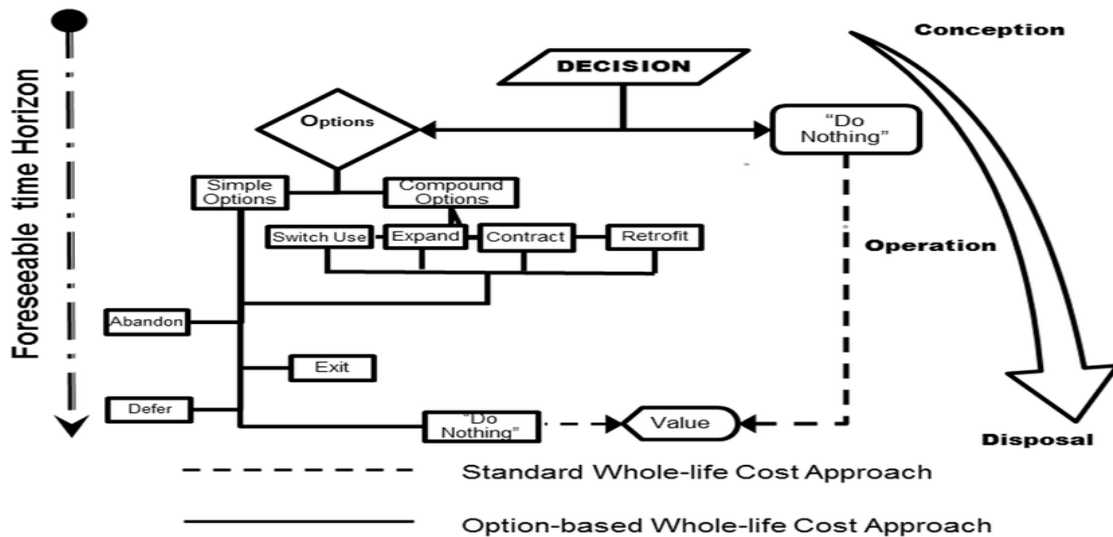 Conception
DECISION
Foreseeable time Horizon
Options
“Do
Nothing”
Simple
Options
Compound
Options
Switch Use
Expand
Contract
Retrofit
Operation
Abandon
Exit
Defer
“Do
Nothing”
Value
Disposal
Standard Whole-life Cost Approach
Option-based Whole-life Cost Approach